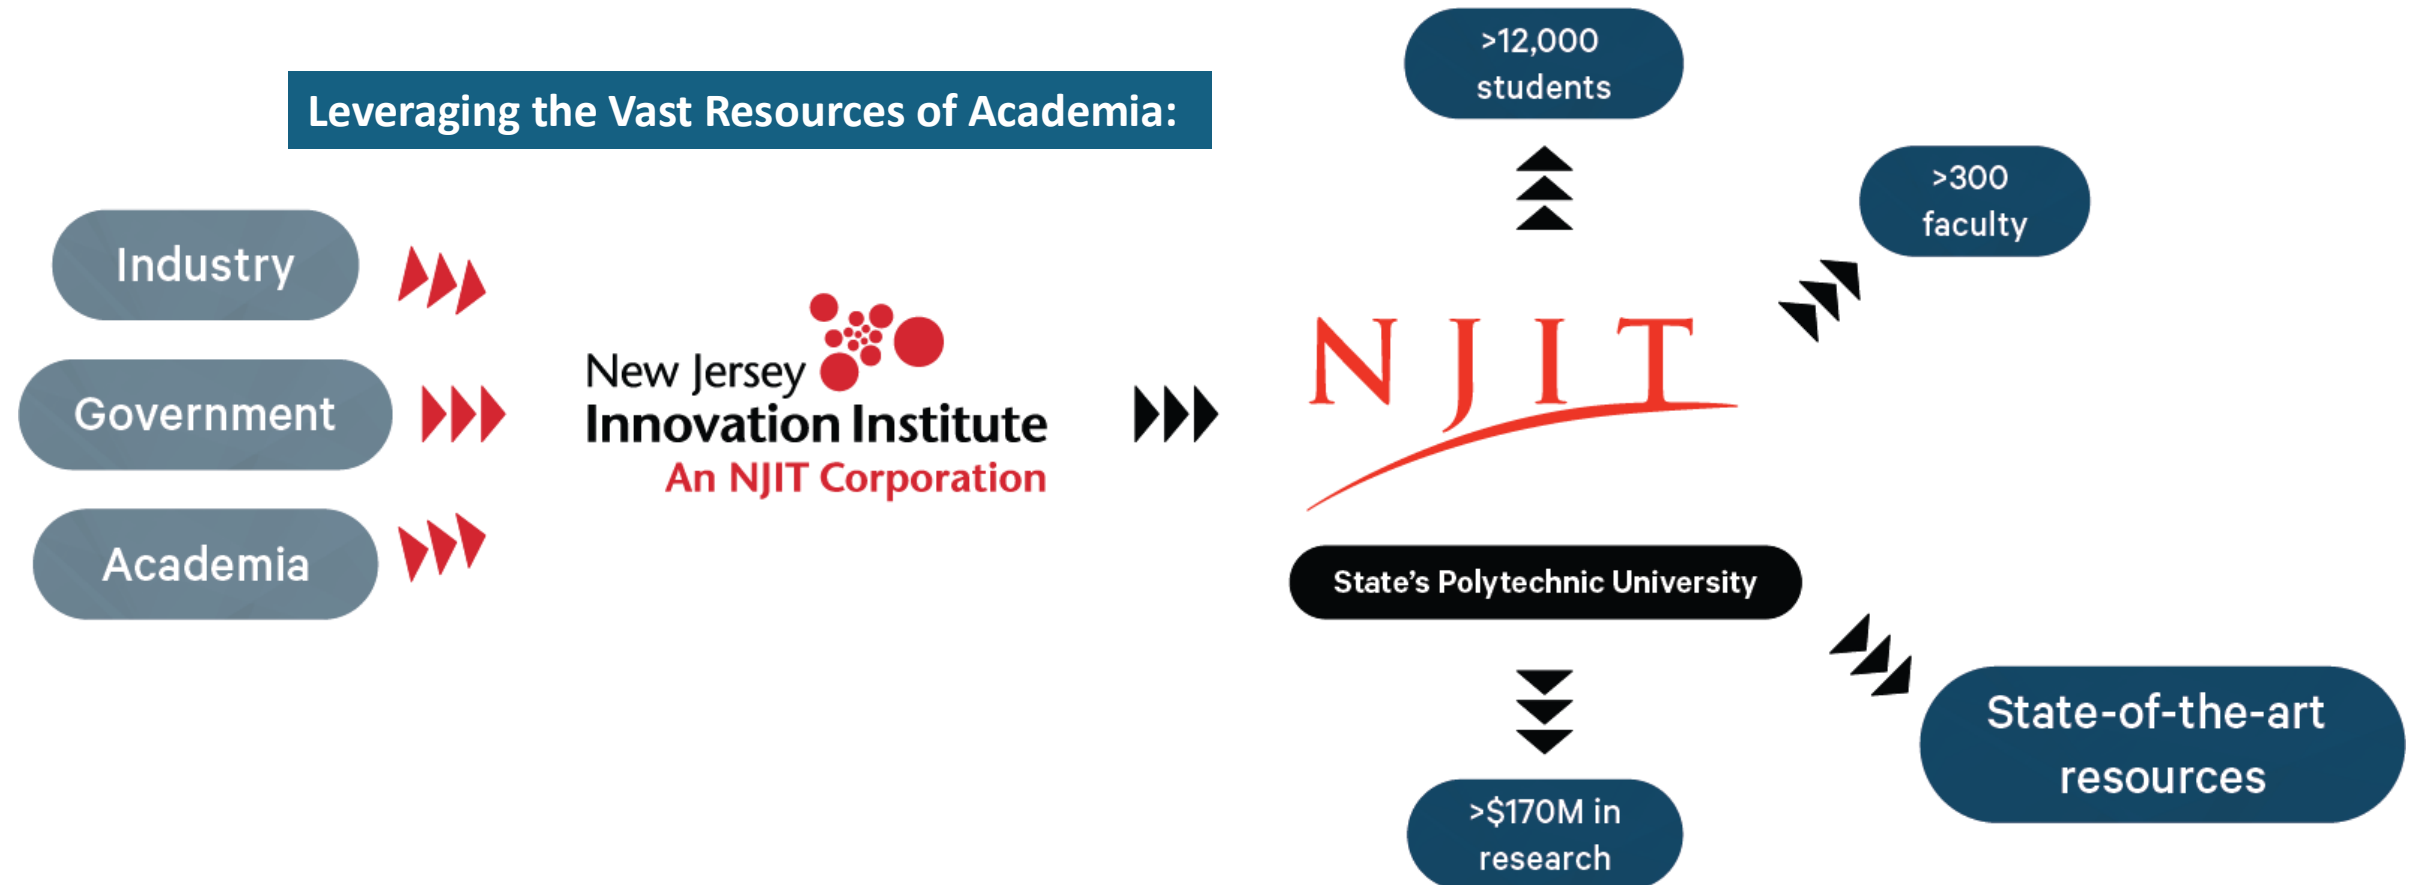 Leveraging the Vast Resources of Academia:
Industry
Government
Academia
New Jersey
Innovation Institute
An NJIT Corporation
NJIT
State's Polytechnic University
>12,000
students
>300
faculty
State-of-the-art
resources
>$170M in
research